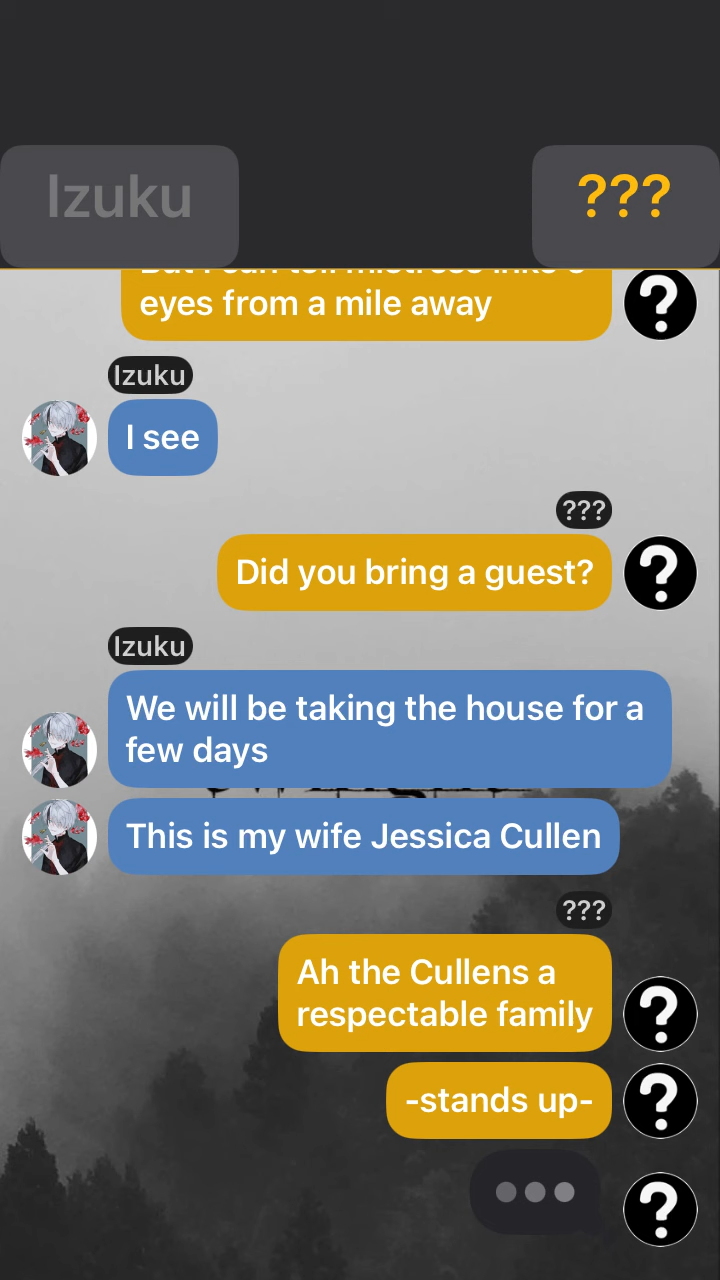 Izuku
???
eyes from a mile away
Izuku
I see
???
Did you bring a guest?
Izuku
We will be taking the house for a
few days
This is my wife Jessica Cullen
???
Ah the Cullens a
respectable family
-stands up-